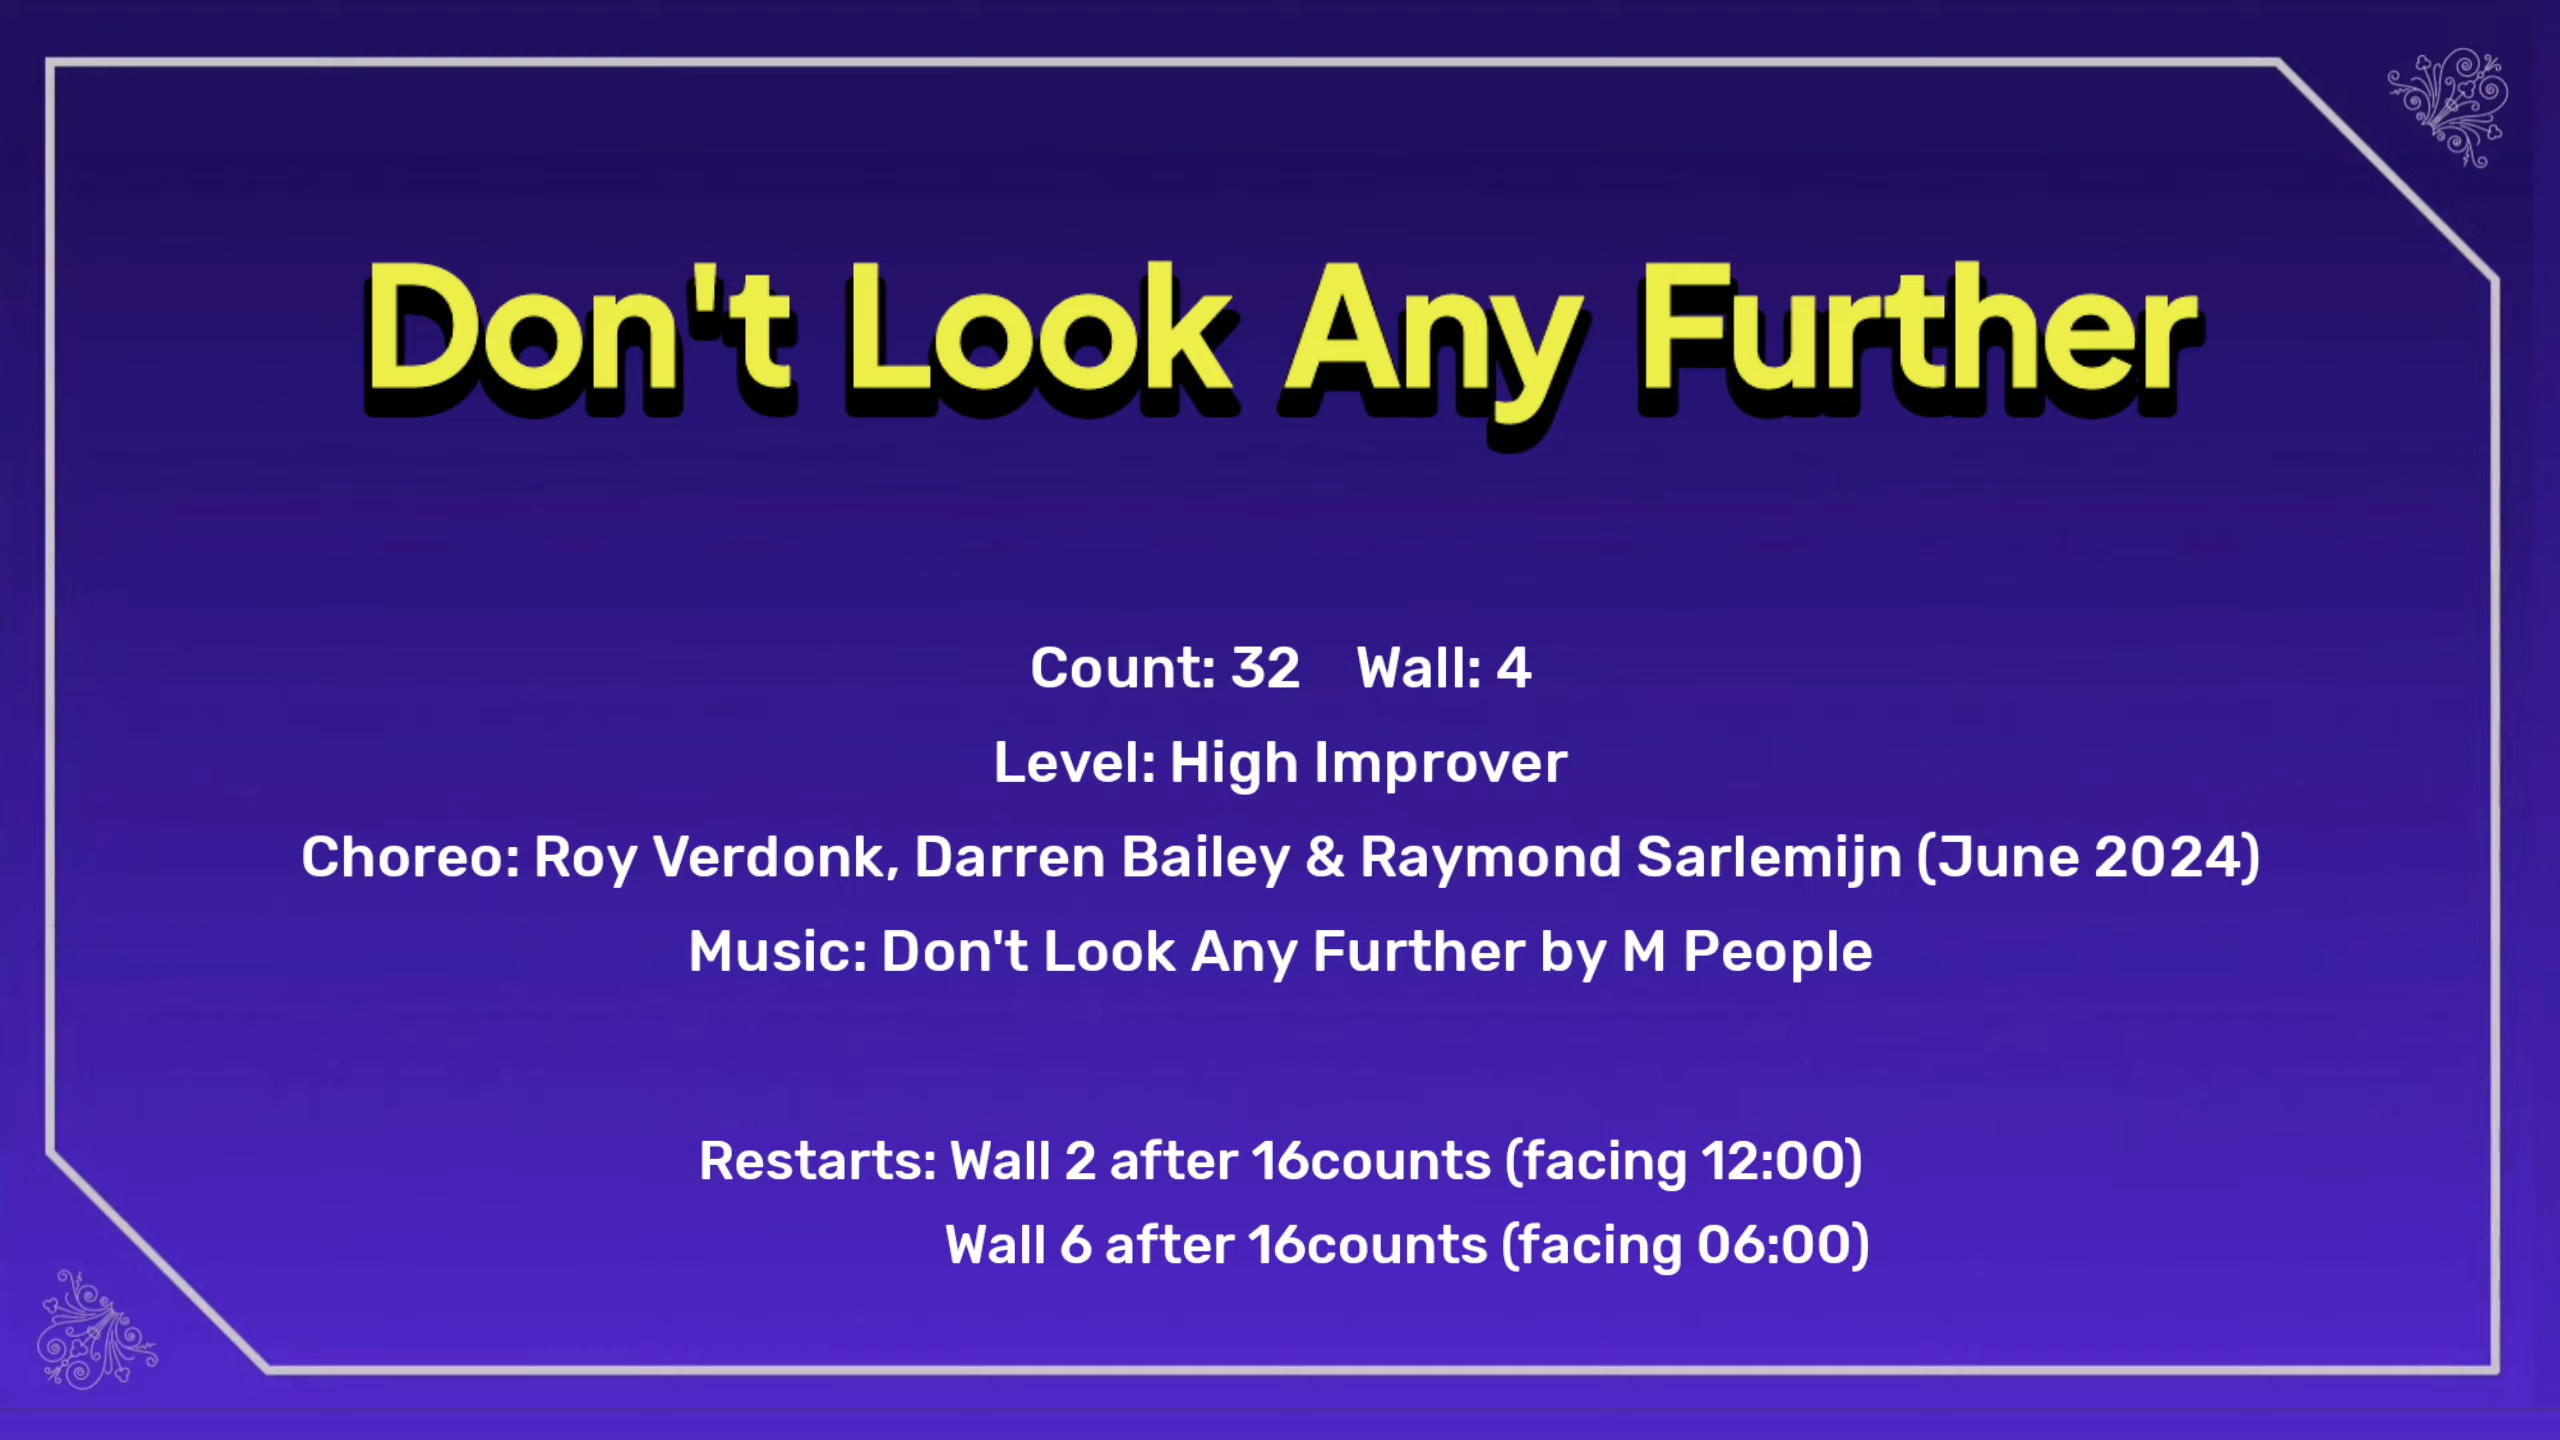 Don't Look Any Further
Count: 32 Wall: 4
Level: High Improver
Choreo: Roy Verdonk, Darren Bailey & Raymond Sarlemijn (June 2024)
Music: Don't Look Any Further by M People
Restarts: Wall 2 after 16counts (facing 12:00)
Wall 6 after 16counts (facing 06:00)